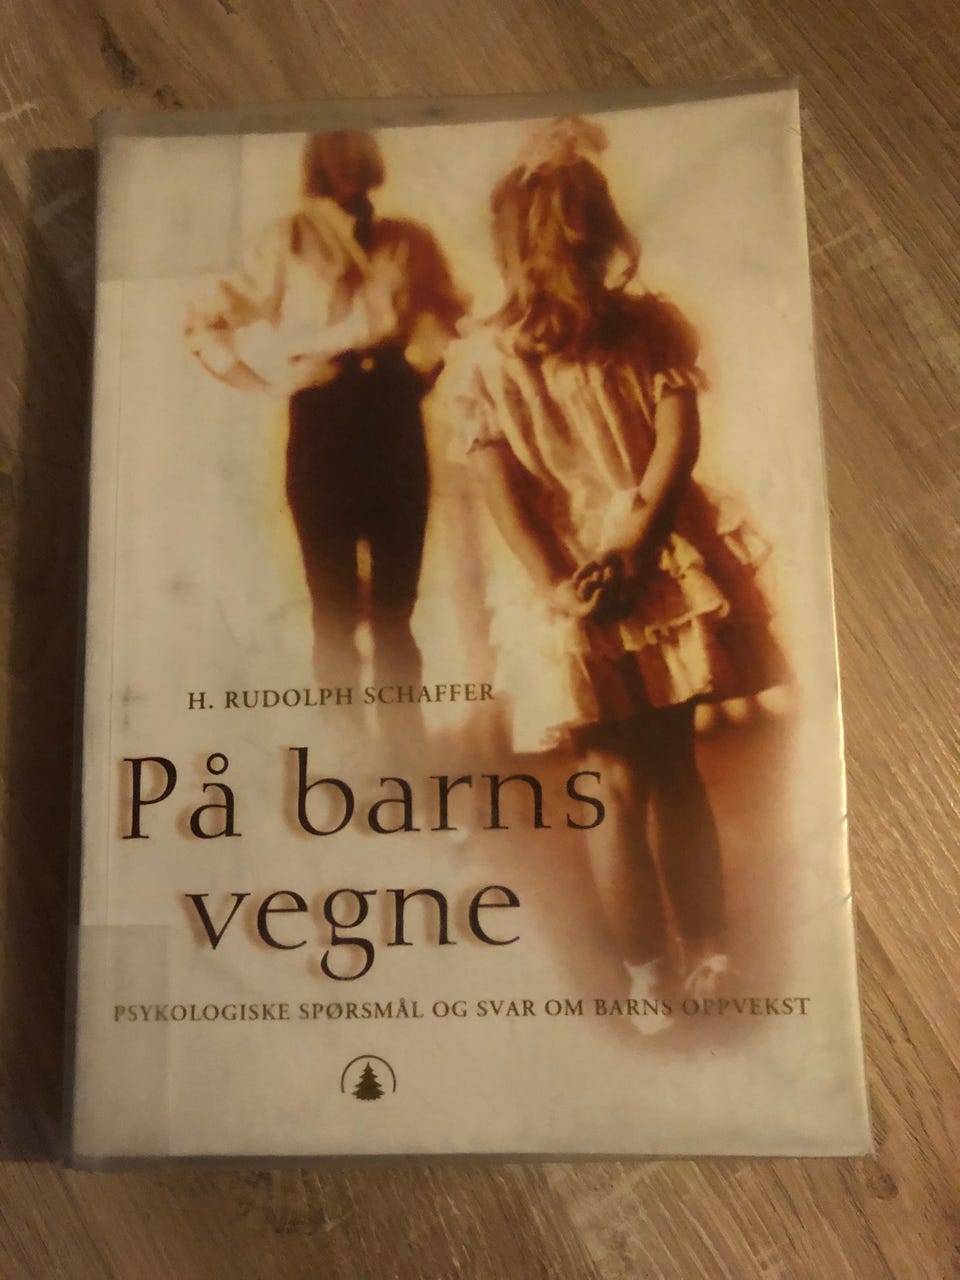 H. RUDOLPH SCHAFFER
På barns
vegne
PSYKOLOGISKE SPØRSMÅL OG SVAR OM BARNS OPPVEKST